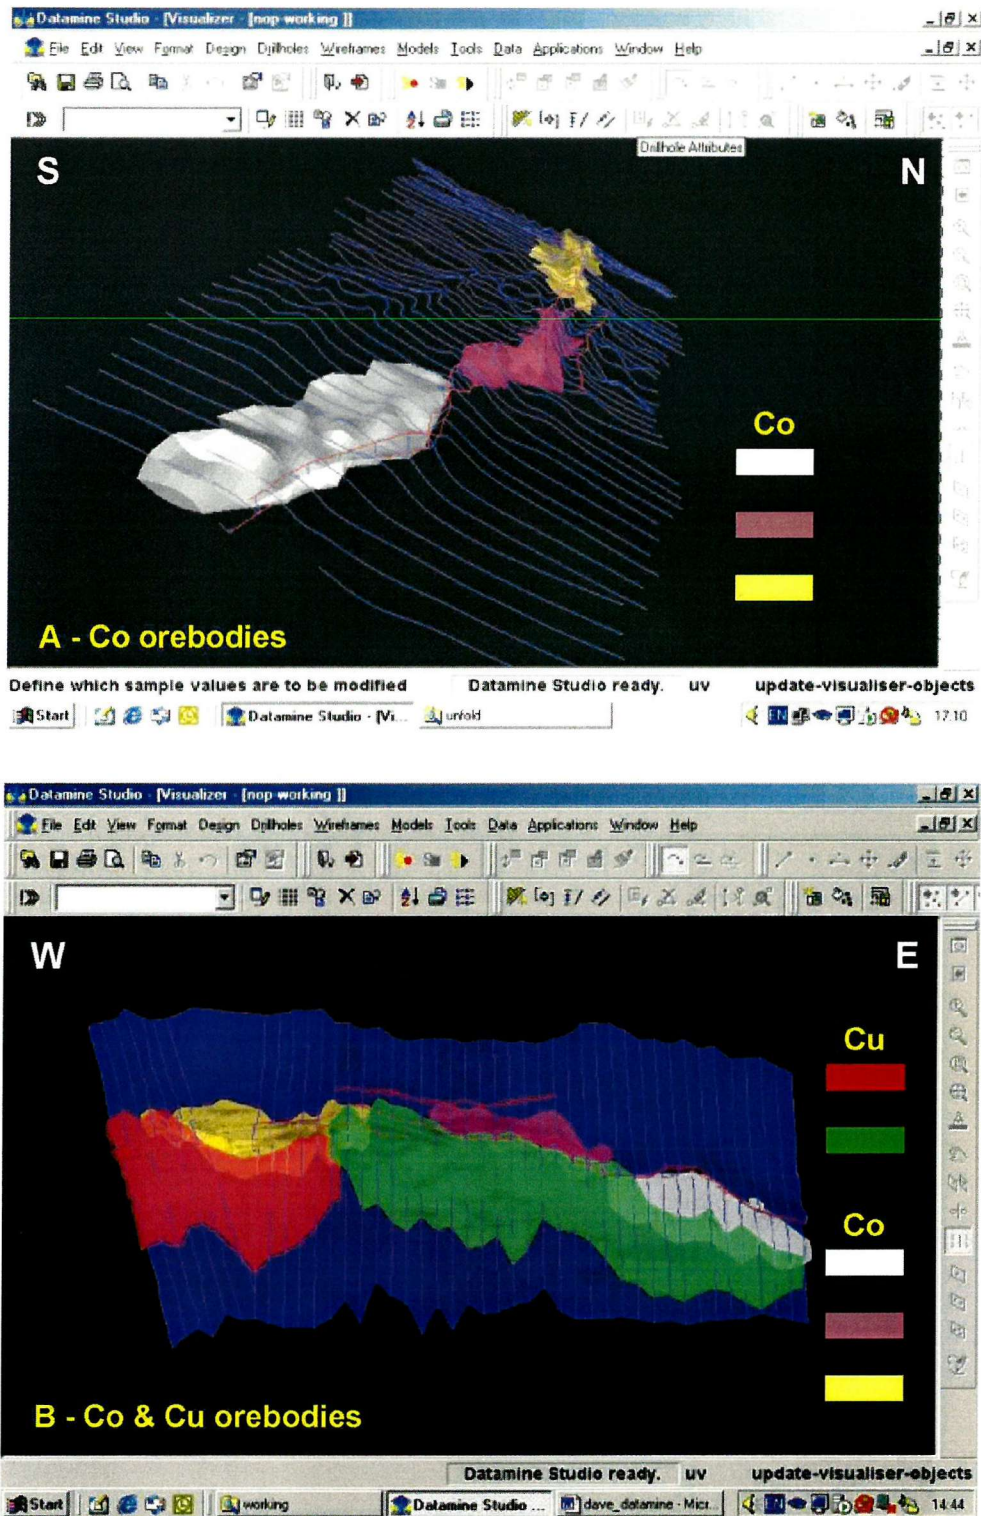 Datamine Studio - [Visualizer - [nop-working ]]
File Edit View Format Design Drillholes Wireframes Models Tools Data Applications Window Help
Drillhole Attributes
S N
Co
A - Co orebodies
Define which sample values are to be modified Datamine Studio ready. uv update-visualiser-objects
Start Datamine Studio - [Vi... unfold EN 17:10
Datamine Studio - [Visualizer - [nop-working ]]
File Edit View Format Design Drillholes Wireframes Models Tools Data Applications Window Help
W E
Cu
Co
B - Co & Cu orebodies
Datamine Studio ready. uv update-visualiser-objects
Start working Datamine Studio ... dave_datamine - Micr... EN 14:44